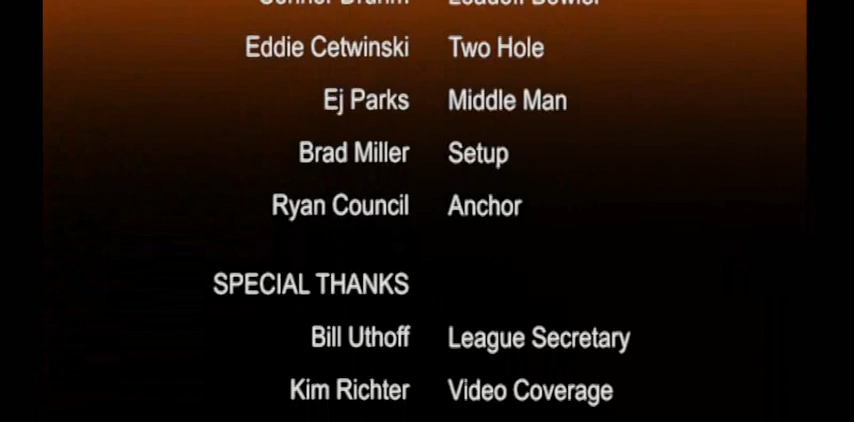 Eddie Cetwinski Two Hole
Ej Parks Middle Man
Brad Miller Setup
Ryan Council Anchor
SPECIAL THANKS
Bill Uthoff League Secretary
Kim Richter Video Coverage